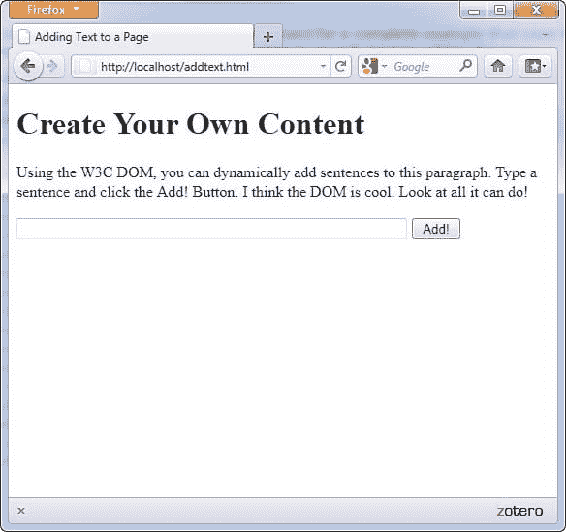 Firefox
Adding Text to a Page
http://localhost/addtext.html
Google
Create Your Own Content
Using the W3C DOM, you can dynamically add sentences to this paragraph. Type a
sentence and click the Add! Button. I think the DOM is cool. Look at all it can do!
Add!
zotero